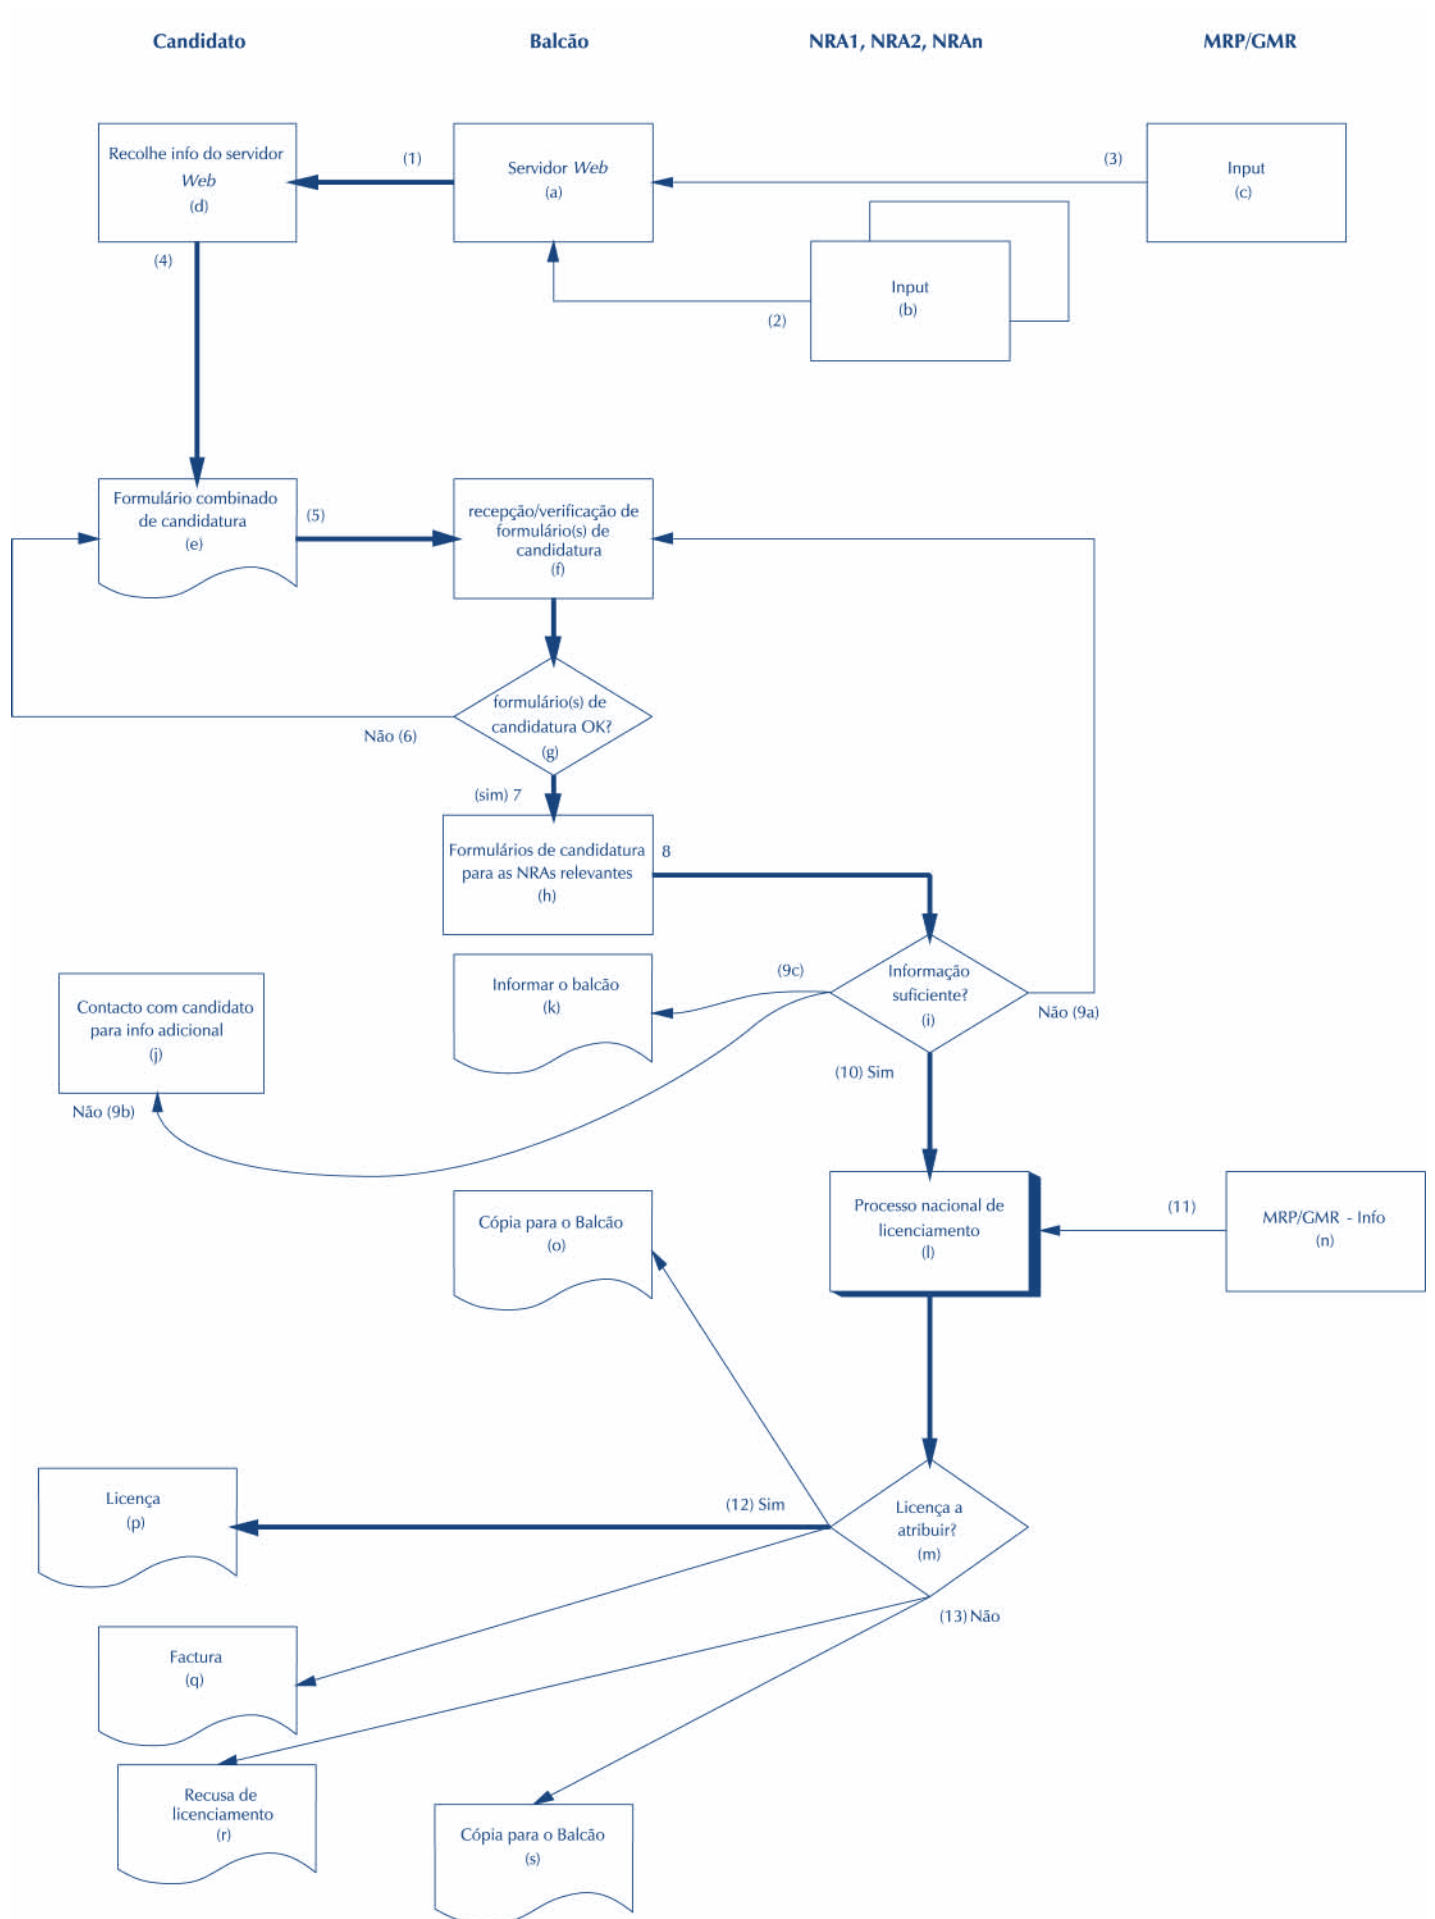 Candidato
Balcão
NRA1, NRA2, NRAn
MRP/GMR
Recolhe info do servidor
Web
(d)
(1)
Servidor Web
(a)
(3)
Input
(c)
(4)
Input
(b)
(2)
Formulário combinado
de candidatura
(e)
(5)
recepção/verificação de
formulário(s) de
candidatura
(f)
formulário(s) de
candidatura OK?
(g)
Não (6)
(sim) 7
Formulários de candidatura
para as NRAs relevantes
(h)
8
Informar o balcão
(k)
(9c)
Informação
suficiente?
(i)
Não (9a)
Contacto com candidato
para info adicional
(j)
Não (9b)
(10) Sim
Cópia para o Balcão
(o)
Processo nacional de
licenciamento
(l)
(11)
MRP/GMR - Info
(n)
Licença
(p)
(12) Sim
Licença a
atribuir?
(m)
(13) Não
Factura
(q)
Recusa de
licenciamento
(r)
Cópia para o Balcão
(s)